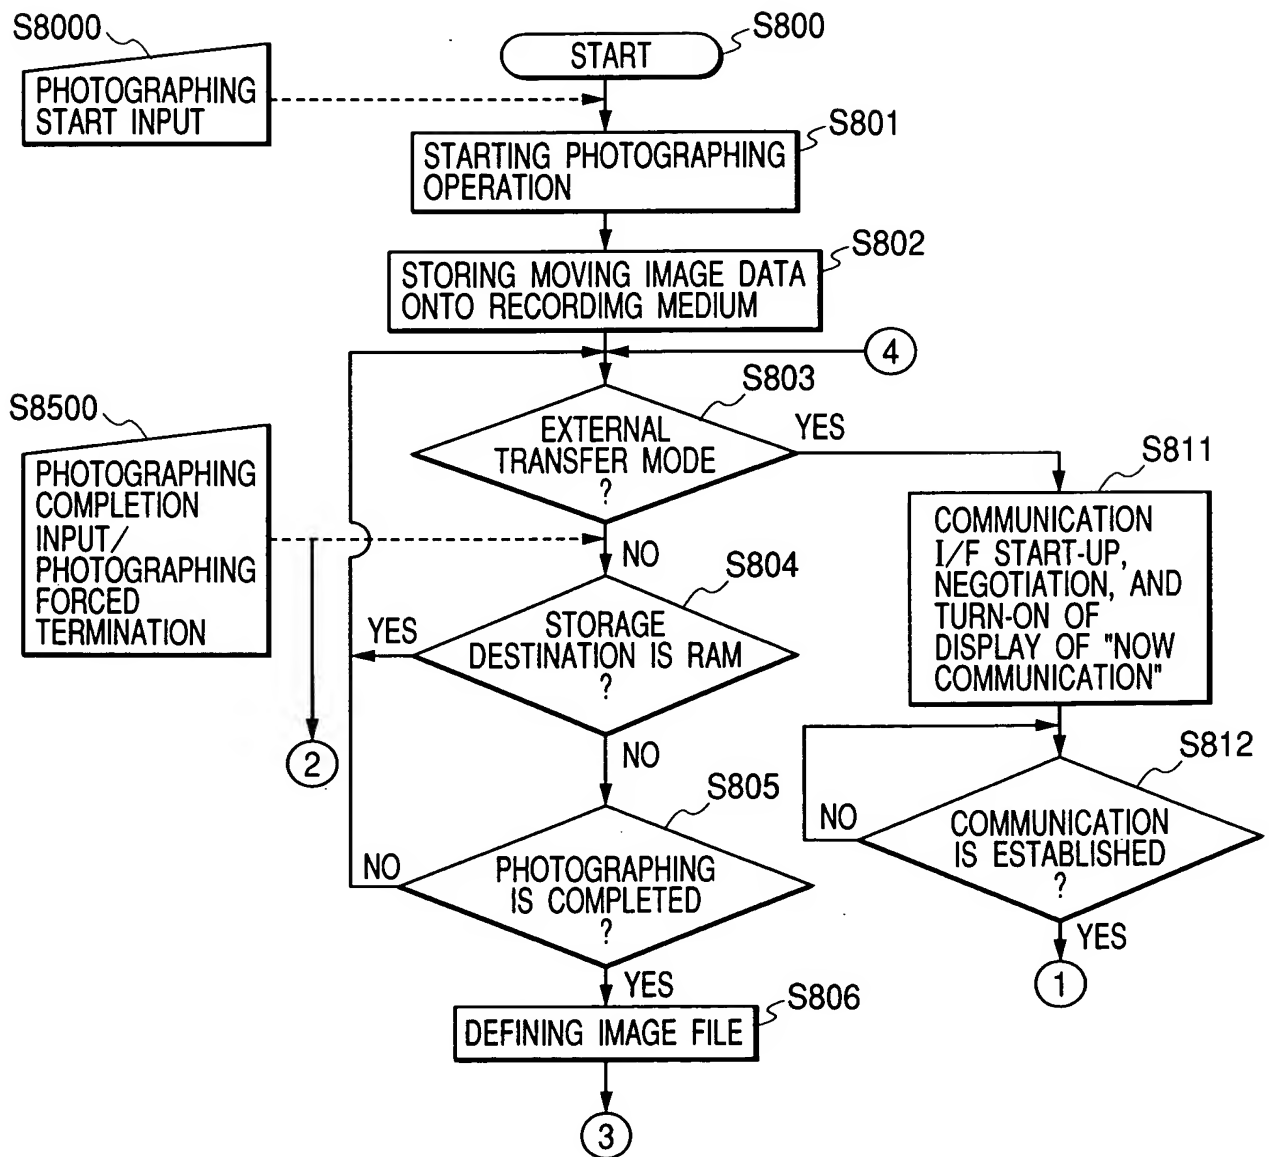 S8000
PHOTOGRAPHING
START INPUT
START
S800
STARTING PHOTOGRAPHING
OPERATION
S801
STORING MOVING IMAGE DATA
ONTO RECORDIMG MEDIUM
S802
4
S803
EXTERNAL
TRANSFER MODE
?
YES
NO
S8500
PHOTOGRAPHING
COMPLETION
INPUT/
PHOTOGRAPHING
FORCED
TERMINATION
2
S804
STORAGE
DESTINATION IS RAM
?
YES
NO
S805
PHOTOGRAPHING
IS COMPLETED
?
NO
YES
S806
DEFINING IMAGE FILE
3
S811
COMMUNICATION
I/F START-UP,
NEGOTIATION, AND
TURN-ON OF
DISPLAY OF "NOW
COMMUNICATION"
S812
COMMUNICATION
IS ESTABLISHED
?
NO
YES
1